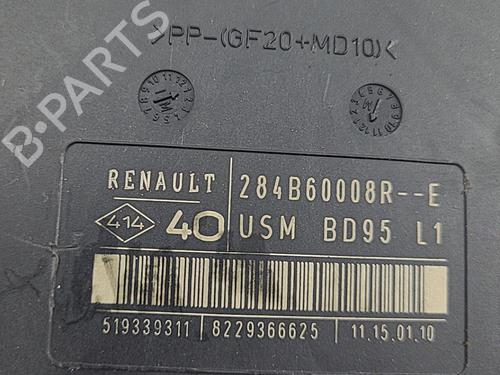 >PP-(GF20+MD10)<
B-PARTS
RENAULT 284B60008R--E
414 40 USM BD95 L1
519339311 8229366625 11.15.01.10